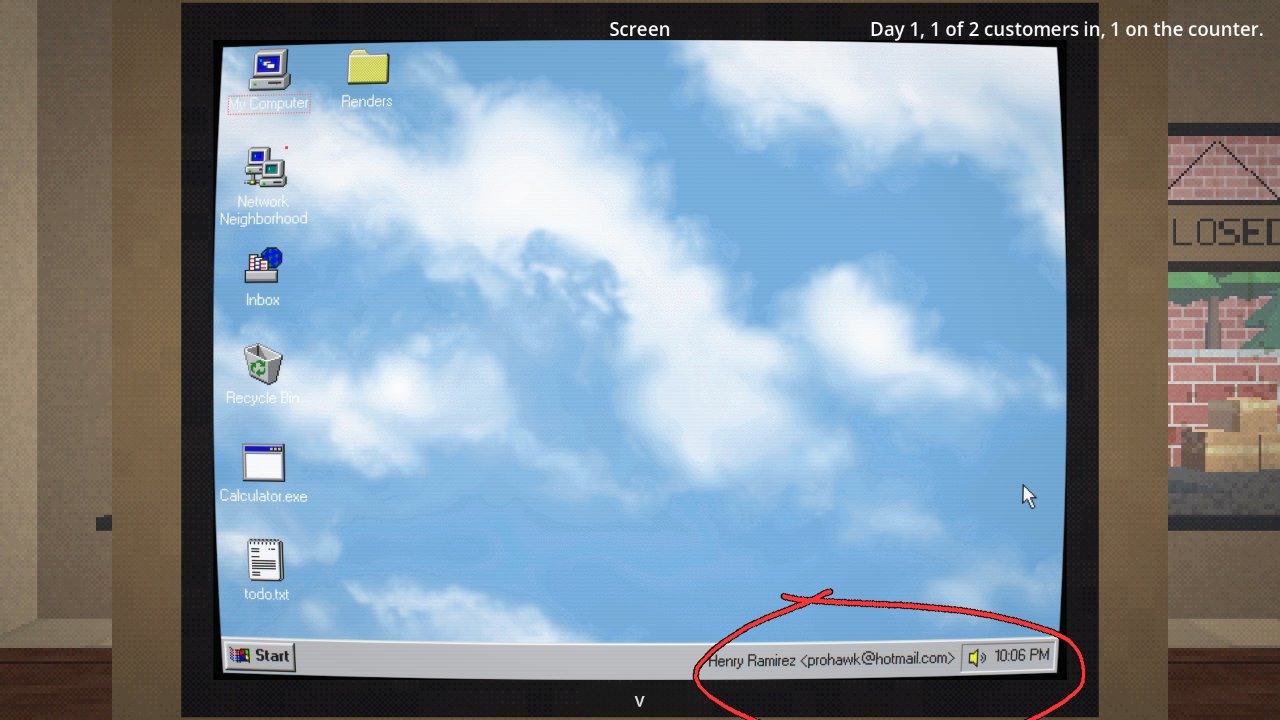 Screen
Day 1, 1 of 2 customers in, 1 on the counter.
My Computer
Renders
Network
Neighborhood
LOSED
Inbox
Recycle Bin
Calculator.exe
todo.txt
Start
Henry Ramirez <prohawk@hotmail.com>
10:06 PM
v